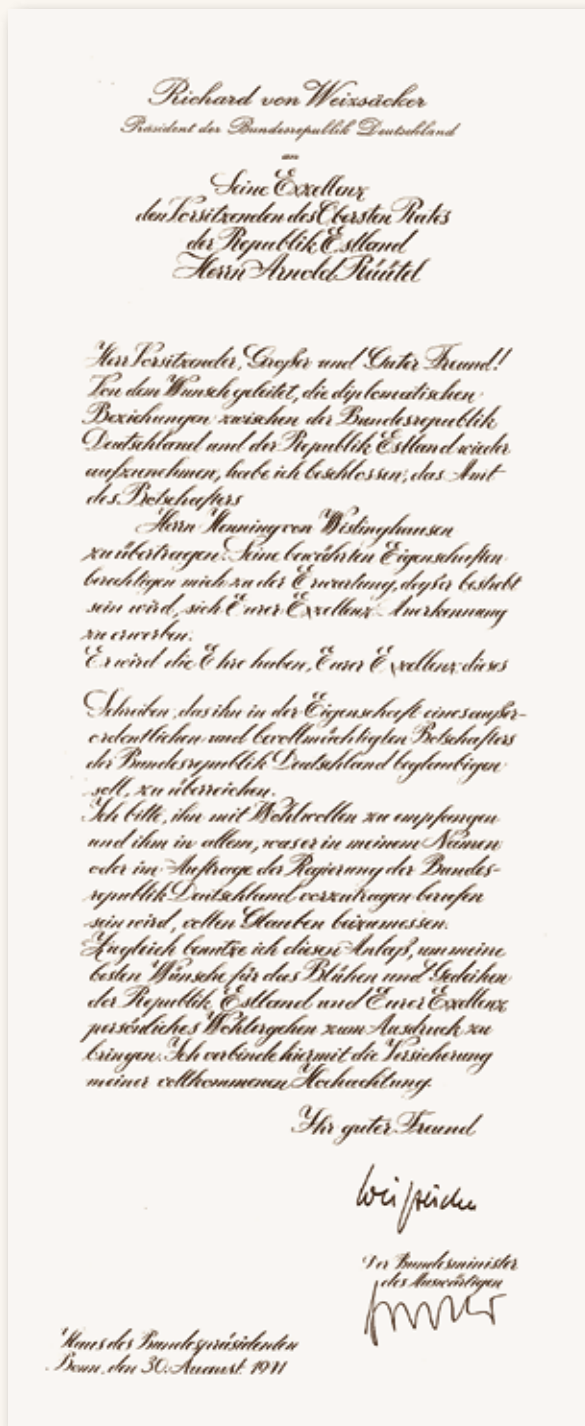 Richard von Weizsäcker
Präsident der Bundesrepublik Deutschland
an
Seine Exzellenz
den Vorsitzenden des Obersten Rates
der Republik Estland
Herrn Arnold Rüütel
Herr Vorsitzender, Großer und Guter Freund!
Von dem Wunsch geleitet, die diplomatischen
Beziehungen zwischen der Bundesrepublik
Deutschland und der Republik Estland wieder
aufzunehmen, habe ich beschlossen, das Amt
des Botschafters
Herrn Henning von Wistinghausen
zu übertragen. Seine bewährten Eigenschaften
berechtigen mich zu der Erwartung, daß er bestrebt
sein wird, sich Eurer Exzellenz Anerkennung
zu erwerben.
Er wird die Ehre haben, Eurer Exzellenz dieses
Schreiben, das ihn in der Eigenschaft eines außer-
ordentlichen und bevollmächtigten Botschafters
der Bundesrepublik Deutschland beglaubigen
soll, zu überreichen.
Ich bitte, ihn mit Wohlwollen zu empfangen
und ihm in allem, was er in meinem Namen
oder im Auftrage der Regierung der Bundes-
republik Deutschland vorzutragen berufen
sein wird, vollen Glauben beizumessen.
Zugleich benutze ich diesen Anlaß, um meine
besten Wünsche für das Blühen und Gedeihen
der Republik Estland und Eurer Exzellenz
persönliches Wohlergehen zum Ausdruck zu
bringen. Ich verbinde hiermit die Versicherung
meiner vollkommenen Hochachtung.
Ihr guter Freund
Weizsäcker
Der Bundesminister
des Auswärtigen
Haus des Bundespräsidenten
Bonn, den 30. August 1991